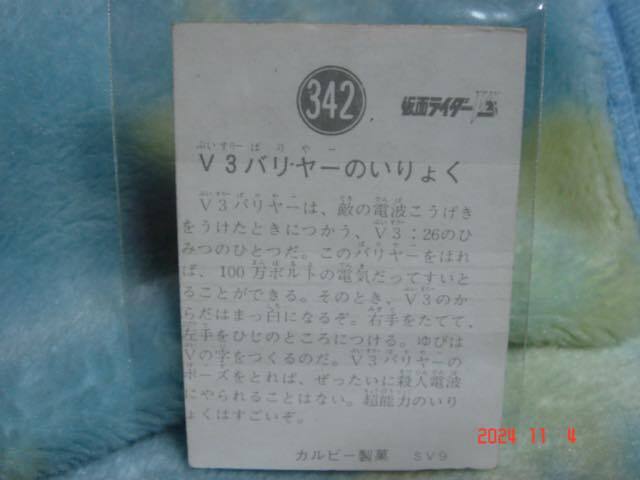 342
仮面ライダーV3
ぶいすりーばりやー
V3バリヤーのいりょく
V3バリヤーは、敵の電波こうげき
をうけたときにつかう、V3：26のひ
みつのひとつだ。このバリヤーをはれ
ば、100万ボルトの電気だってすいと
ることができる。そのとき、V3のか
らだはまっ白になるぞ。右手をたてて、
左手をひじのところにつける。ゆびは
Vの字をつくるのだ。V3バリヤーの
ポーズをとれば、ぜったいに殺人電波
にやられることはない。超能力のいり
ょくはすごいぞ。
カルビー製菓 SV9
2024 11 4